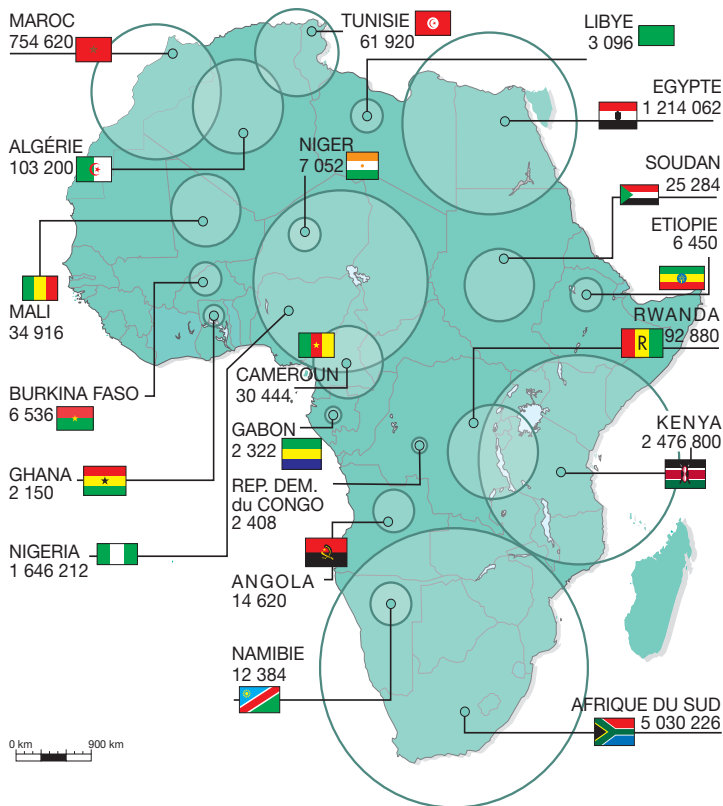 MAROC
754 620
TUNISIE
61 920
LIBYE
3 096
EGYPTE
1 214 062
ALGÉRIE
103 200
NIGER
7 052
SOUDAN
25 284
ETIOPIE
6 450
MALI
34 916
RWANDA
92 880
R
CAMEROUN
30 444
BURKINA FASO
6 536
GABON
2 322
KENYA
2 476 800
GHANA
2 150
REP. DEM.
du CONGO
2 408
NIGERIA
1 646 212
ANGOLA
14 620
NAMIBIE
12 384
AFRIQUE DU SUD
5 030 226
0 km 900 km